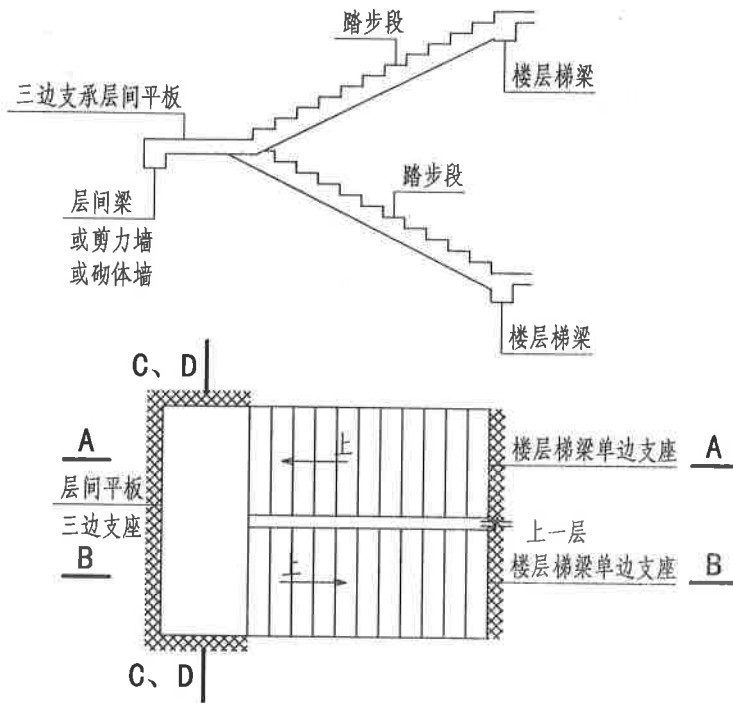 踏步段
楼层梯梁
三边支承层间平板
踏步段
层间梁
或剪力墙
或砌体墙
楼层梯梁
C、D
A
上
楼层梯梁单边支座
A
层间平板
三边支座
上一层
B
上
楼层梯梁单边支座
B
C、D